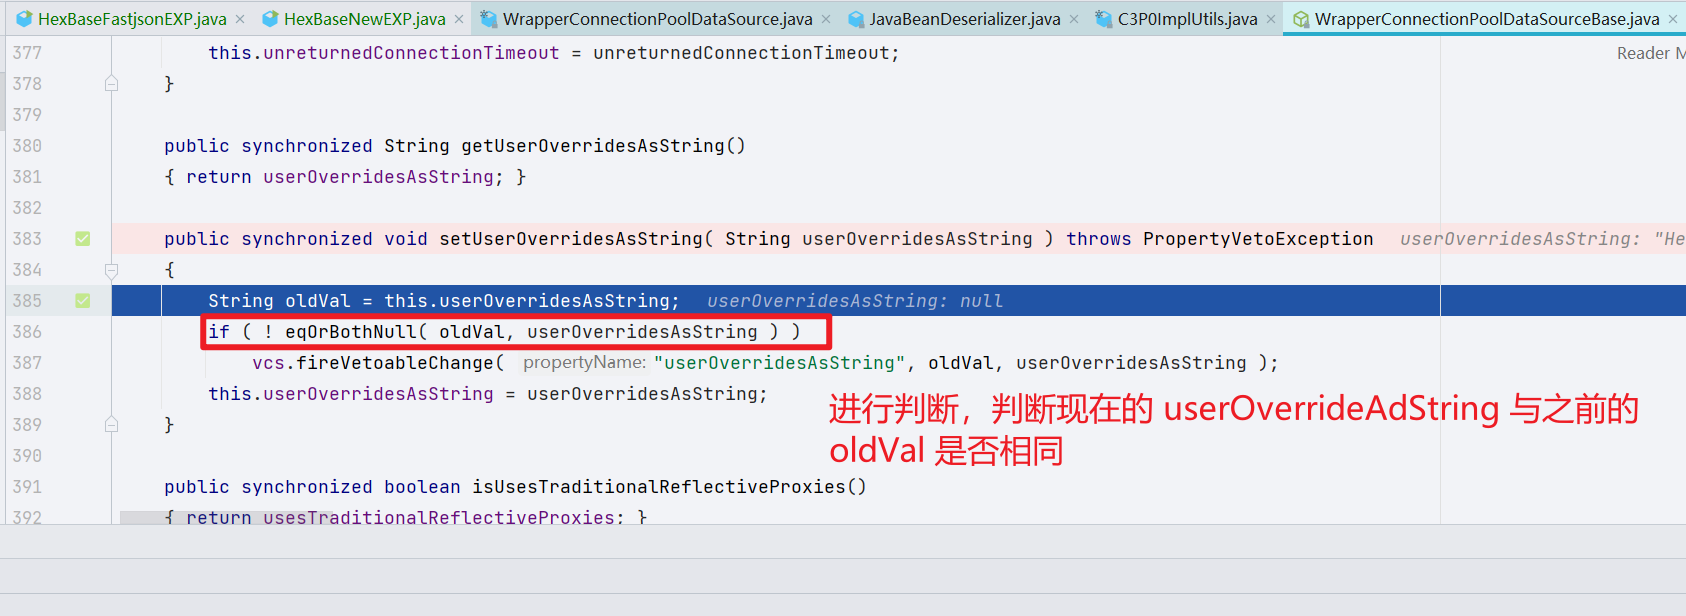 HexBaseFastjsonEXP.java HexBaseNewEXP.java WrapperConnectionPoolDataSource.java JavaBeanDeserializer.java C3P0ImplUtils.java WrapperConnectionPoolDataSourceBase.java
377 this.unreturnedConnectionTimeout = unreturnedConnectionTimeout; Reader M
378 }
379
380 public synchronized String getUserOverridesAsString()
381 { return userOverridesAsString; }
382
383 public synchronized void setUserOverridesAsString( String userOverridesAsString ) throws PropertyVetoException userOverridesAsString: "He
384 {
385 String oldVal = this.userOverridesAsString; userOverridesAsString: null
386 if ( ! eqOrBothNull( oldVal, userOverridesAsString ) )
387 vcs.fireVetoableChange( propertyName: "userOverridesAsString", oldVal, userOverridesAsString );
388 this.userOverridesAsString = userOverridesAsString;
389 }
进行判断，判断现在的 userOverrideAdString 与之前的
oldVal 是否相同
390
391 public synchronized boolean isUsesTraditionalReflectiveProxies()
392 { return usesTraditionalReflectiveProxies; }